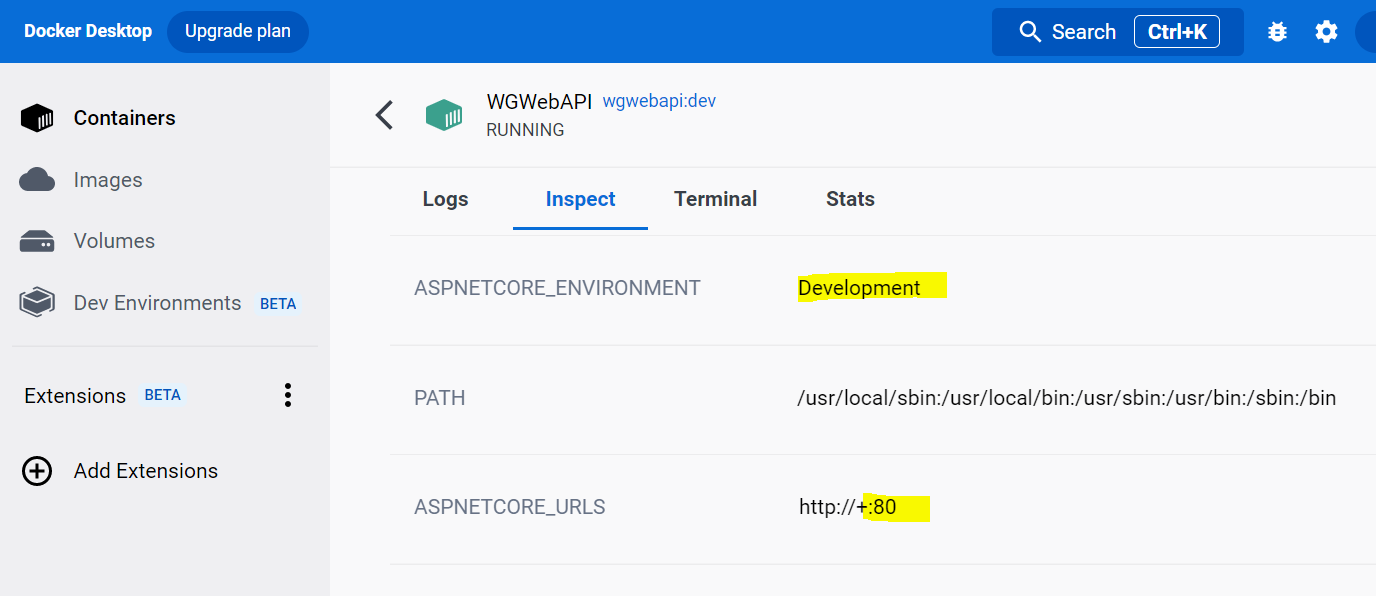 Docker Desktop Upgrade plan Search Ctrl+K
Containers
Images
Volumes
Dev Environments BETA
Extensions BETA
Add Extensions
WGWebAPI wgwebapi:dev
RUNNING
Logs Inspect Terminal Stats
ASPNETCORE_ENVIRONMENT Development
PATH /usr/local/sbin:/usr/local/bin:/usr/sbin:/usr/bin:/sbin:/bin
ASPNETCORE_URLS http://+:80